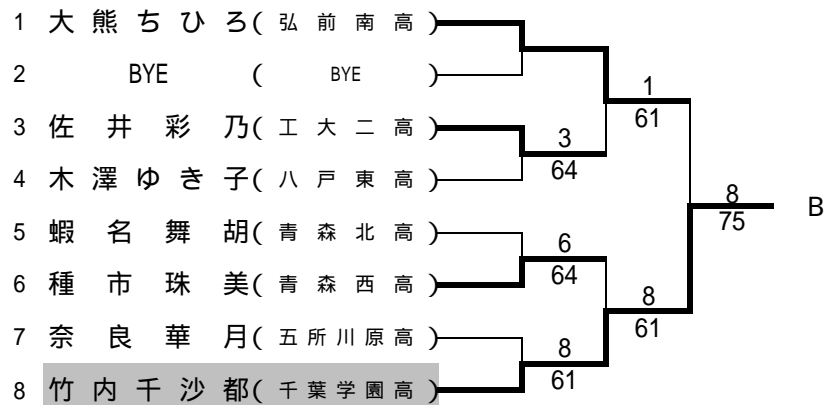 1 大熊ちひろ(弘前南高)
2 BYE (BYE)
1
61
3 佐井彩乃(工大二高)
3
64
4 木澤ゆき子(八戸東高)
8
75
B
5 蝦名舞胡(青森北高)
6
64
6 種市珠美(青森西高)
8
61
7 奈良華月(五所川原高)
8
61
8 竹内千沙都(千葉学園高)